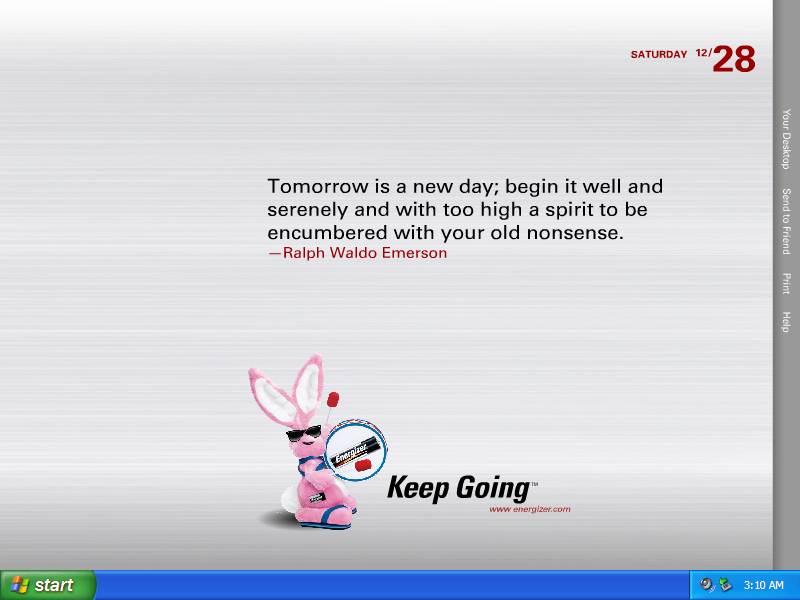 SATURDAY 12/28
Your Desktop
Send to Friend
Print
Help
Tomorrow is a new day; begin it well and
serenely and with too high a spirit to be
encumbered with your old nonsense.
—Ralph Waldo Emerson
Energizer
Keep Going™
www.energizer.com
start
3:10 AM